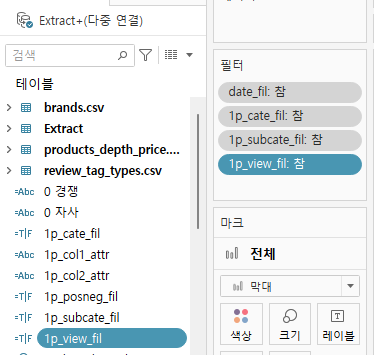 Extract+(다중 연결)
검색
테이블
brands.csv
Extract
products_depth_price....
review_tag_types.csv
=Abc 0 경쟁
=Abc 0 자사
=T|F 1p_cate_fil
=Abc 1p_col1_attr
=Abc 1p_col2_attr
=T|F 1p_posneg_fil
=T|F 1p_subcate_fil
=T|F 1p_view_fil
필터
date_fil: 참
1p_cate_fil: 참
1p_subcate_fil: 참
1p_view_fil: 참
마크
전체
막대
색상
크기
T
레이블